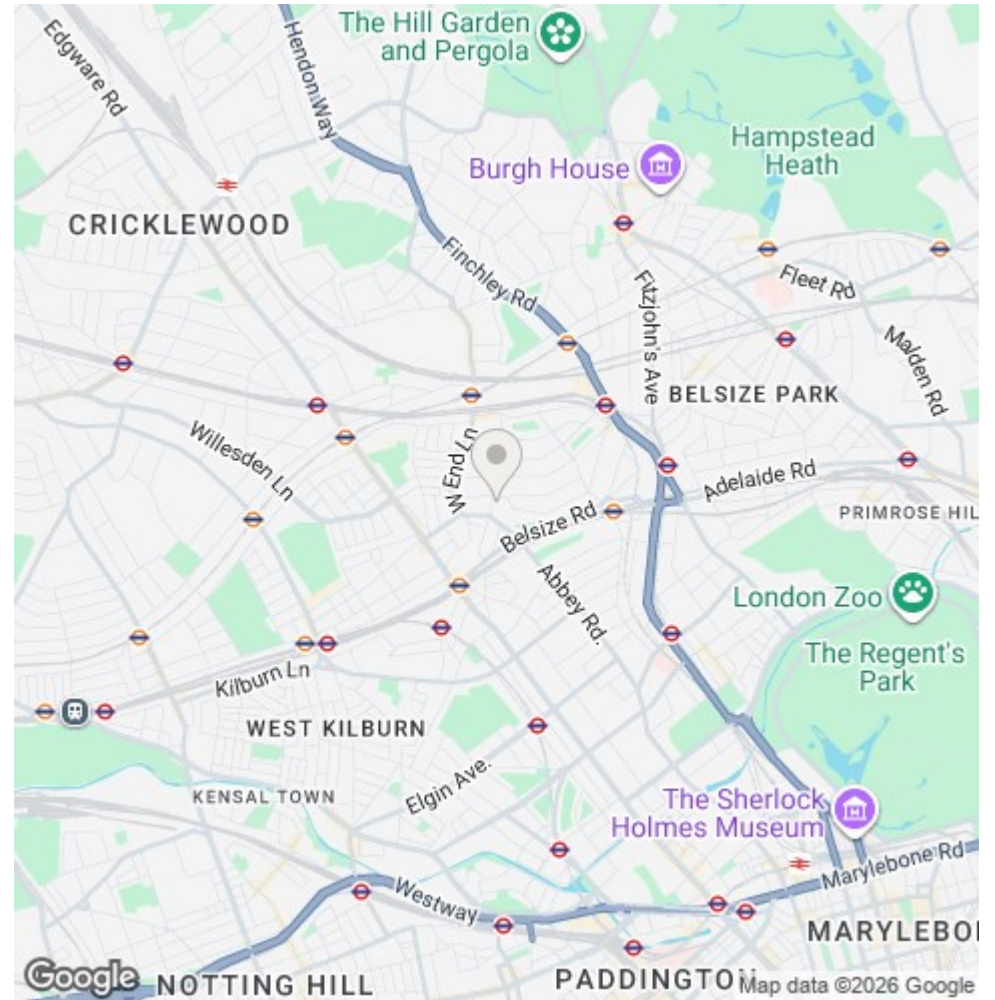 The Hill Garden
and Pergola
Edgware Rd
Hendon Way
Hampstead
Heath
Burgh House
CRICKLEWOOD
Finchley Rd
Fitzjohn's Ave
Fleet Rd
Malden Rd
BELSIZE PARK
Willesden Ln
W End Ln
Adelaide Rd
Belsize Rd
PRIMROSE HIL
Abbey Rd.
London Zoo
The Regent's
Park
Kilburn Ln
WEST KILBURN
Elgin Ave.
KENSAL TOWN
The Sherlock
Holmes Museum
Marylebone Rd
Westway
MARYLEBO
Google
NOTTING HILL
PADDINGTON
Map data ©2026 Google